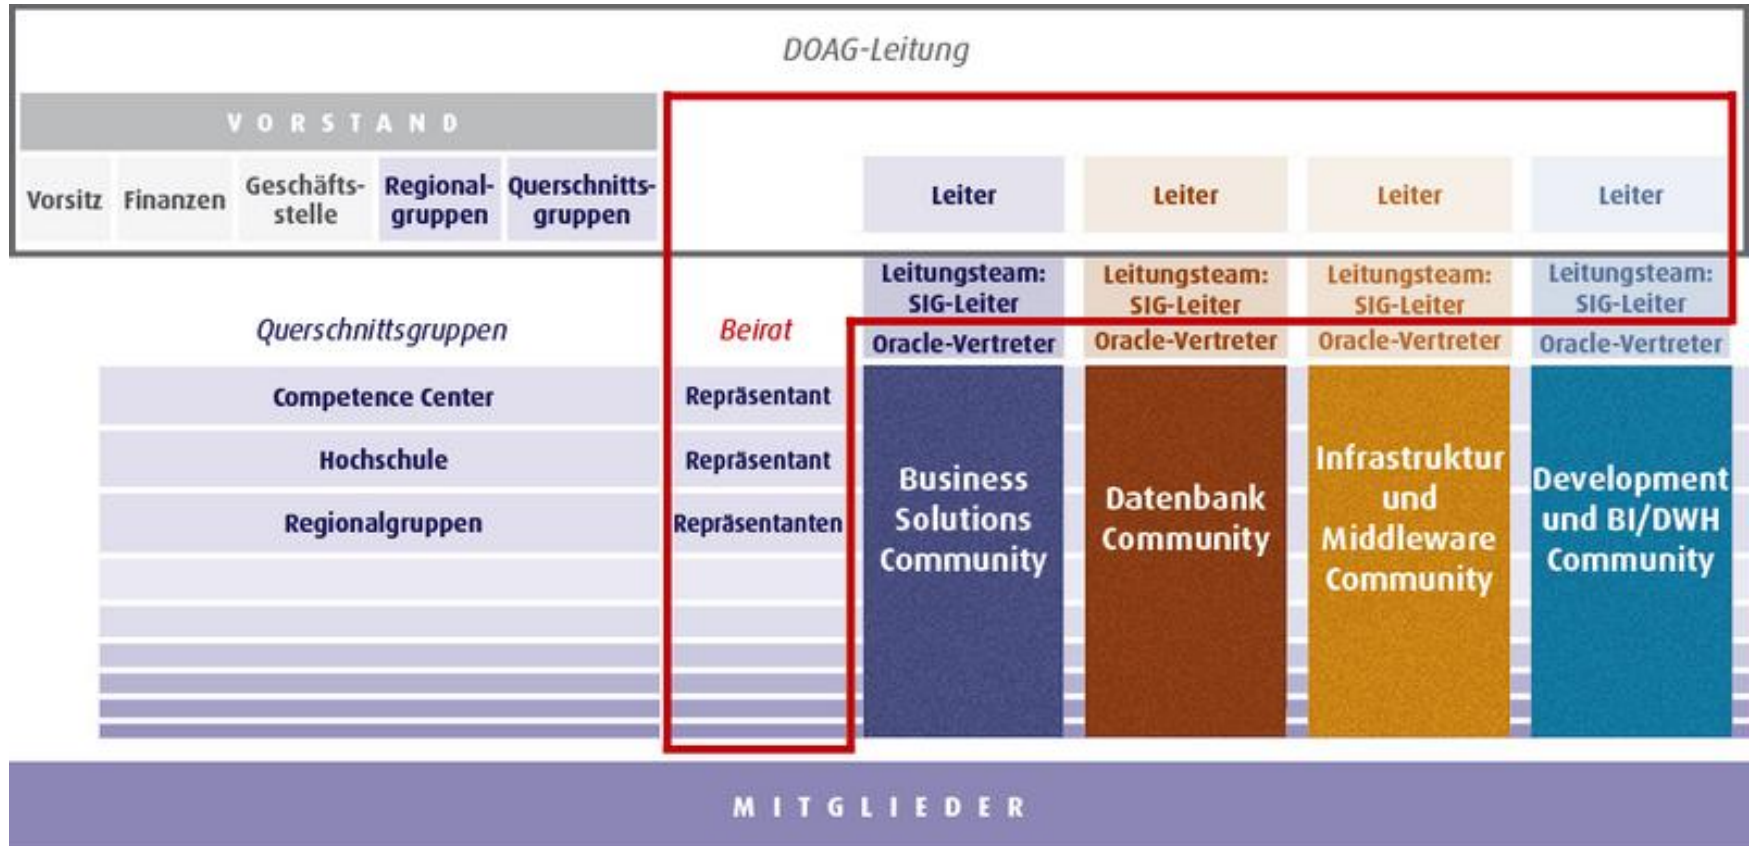 DOAG-Leitung
VORSTAND
Vorsitz
Finanzen
Geschäfts-
stelle
Regional-
gruppen
Querschnitts-
gruppen
Leiter
Leiter
Leiter
Leiter
Leitungsteam:
SIG-Leiter
Leitungsteam:
SIG-Leiter
Leitungsteam:
SIG-Leiter
Leitungsteam:
SIG-Leiter
Querschnittsgruppen
Beirat
Oracle-Vertreter
Oracle-Vertreter
Oracle-Vertreter
Oracle-Vertreter
Competence Center
Repräsentant
Hochschule
Repräsentant
Regionalgruppen
Repräsentanten
Business
Solutions
Community
Datenbank
Community
Infrastruktur
und
Middleware
Community
Development
und BI/DWH
Community
MITGLIEDER